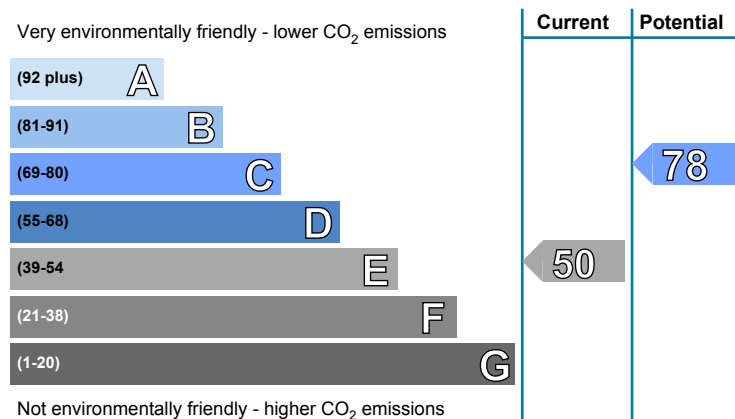 Very environmentally friendly - lower CO₂ emissions
Current
Potential
(92 plus) A
(81-91) B
(69-80) C
78
(55-68) D
(39-54 E
50
(21-38) F
(1-20) G
Not environmentally friendly - higher CO₂ emissions